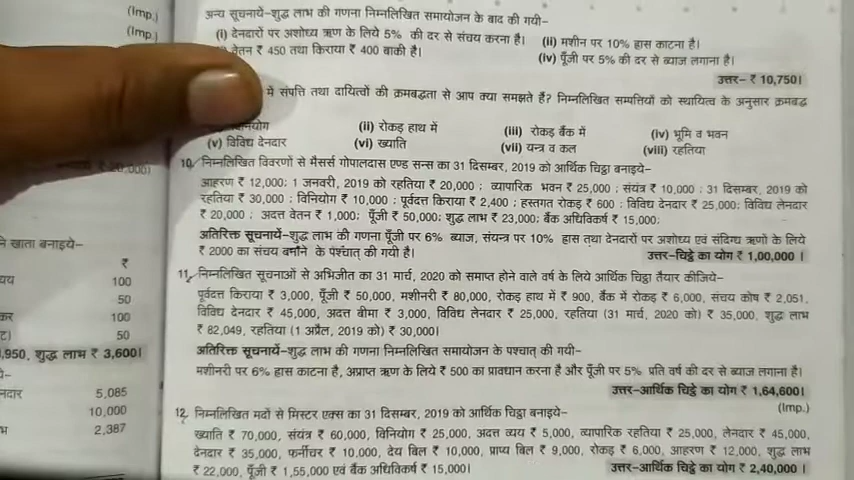 (Imp.)
(Imp.)
20,000)
ने खाता बनाइये–
₹
यय 100
50
कर 100
टा) 50
,950, शुद्ध लाभ ₹ 3,600।
नदार 5,085
10,000
भ 2,387
अन्य सूचनायें–शुद्ध लाभ की गणना निम्नलिखित समायोजन के बाद की गयी–
(i) देनदारों पर अशोध्य ऋण के लिये 5% की दर से संचय करना है। (ii) मशीन पर 10% ह्रास काटना है।
वेतन ₹ 450 तथा किराया ₹ 400 बाकी है। (iv) पूँजी पर 5% की दर से ब्याज लगाना है।
उत्तर– ₹ 10,750।
में संपत्ति तथा दायित्वों की क्रमबद्धता से आप क्या समझते हैं? निम्नलिखित सम्पत्तियों को स्थायित्व के अनुसार क्रमबद्ध
(ii) रोकड़ हाथ में (iii) रोकड़ बैंक में (iv) भूमि व भवन
(v) विविध देनदार (vi) ख्याति (vii) यन्त्र व कल (viii) रहतिया
10. निम्नलिखित विवरणों से मैसर्स गोपालदास एण्ड सन्स का 31 दिसम्बर, 2019 को आर्थिक चिट्ठा बनाइये–
आहरण ₹ 12,000; 1 जनवरी, 2019 को रहतिया ₹ 20,000 ; व्यापारिक भवन ₹ 25,000 ; संयंत्र ₹ 10,000 ; 31 दिसम्बर, 2019 को
रहतिया ₹ 30,000 ; विनियोग ₹ 10,000 ; पूर्वदत्त किराया ₹ 2,400 ; हस्तगत रोकड़ ₹ 600 ; विविध देनदार ₹ 25,000; विविध लेनदार
₹ 20,000 ; अदत्त वेतन ₹ 1,000; पूँजी ₹ 50,000; शुद्ध लाभ ₹ 23,000; बैंक अधिविकर्ष ₹ 15,000;
अतिरिक्त सूचनायें–शुद्ध लाभ की गणना पूँजी पर 6% ब्याज, संयन्त्र पर 10% ह्रास तथा देनदारों पर अशोध्य एवं संदिग्ध ऋणों के लिये
₹ 2000 का संचय बनाने के पश्चात् की गयी है। उत्तर–चिट्ठे का योग ₹ 1,00,000 ।
11. निम्नलिखित सूचनाओं से अभिजीत का 31 मार्च, 2020 को समाप्त होने वाले वर्ष के लिये आर्थिक चिट्ठा तैयार कीजिये–
पूर्वदत्त किराया ₹ 3,000, पूँजी ₹ 50,000, मशीनरी ₹ 80,000, रोकड़ हाथ में ₹ 900, बैंक में रोकड़ ₹ 6,000, संचय कोष ₹ 2,051,
विविध देनदार ₹ 45,000, अदत्त बीमा ₹ 3,000, विविध लेनदार ₹ 25,000, रहतिया (31 मार्च, 2020 को) ₹ 35,000, शुद्ध लाभ
₹ 82,049, रहतिया (1 अप्रैल, 2019 को) ₹ 30,000।
अतिरिक्त सूचनायें–शुद्ध लाभ की गणना निम्नलिखित समायोजन के पश्चात् की गयी–
मशीनरी पर 6% ह्रास काटना है, अप्राप्त ऋण के लिये ₹ 500 का प्रावधान करना है और पूँजी पर 5% प्रति वर्ष की दर से ब्याज लगाना है।
उत्तर–आर्थिक चिट्ठे का योग ₹ 1,64,600।
(Imp.)
12. निम्नलिखित मदों से मिस्टर एक्स का 31 दिसम्बर, 2019 को आर्थिक चिट्ठा बनाइये–
ख्याति ₹ 70,000, संयंत्र ₹ 60,000, विनियोग ₹ 25,000, अदत्त व्यय ₹ 5,000, व्यापारिक रहतिया ₹ 25,000, लेनदार ₹ 45,000,
देनदार ₹ 35,000, फर्नीचर ₹ 10,000, देय बिल ₹ 10,000, प्राप्य बिल ₹ 9,000, रोकड़ ₹ 6,000, आहरण ₹ 12,000, शुद्ध लाभ
₹ 22,000, पूँजी ₹ 1,55,000 एवं बैंक अधिविकर्ष ₹ 15,000। उत्तर–आर्थिक चिट्ठे का योग ₹ 2,40,000 ।